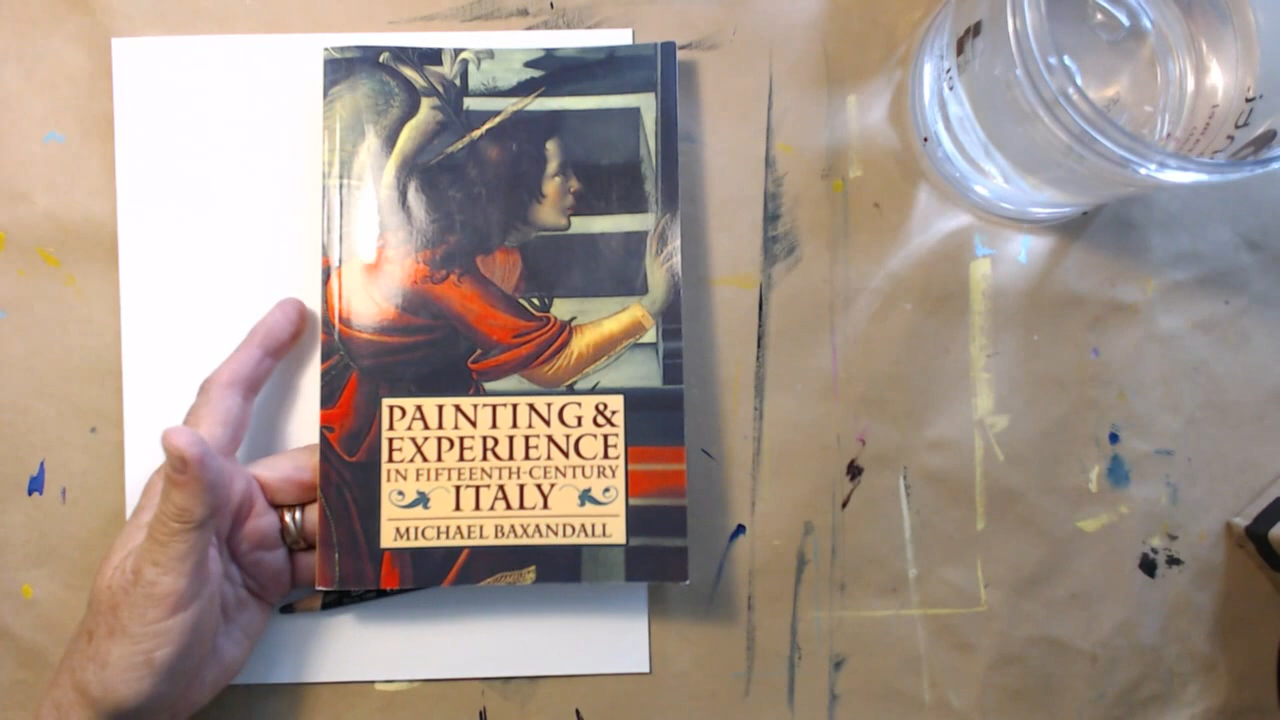 PAINTING &
EXPERIENCE
IN FIFTEENTH-CENTURY
ITALY
MICHAEL BAXANDALL